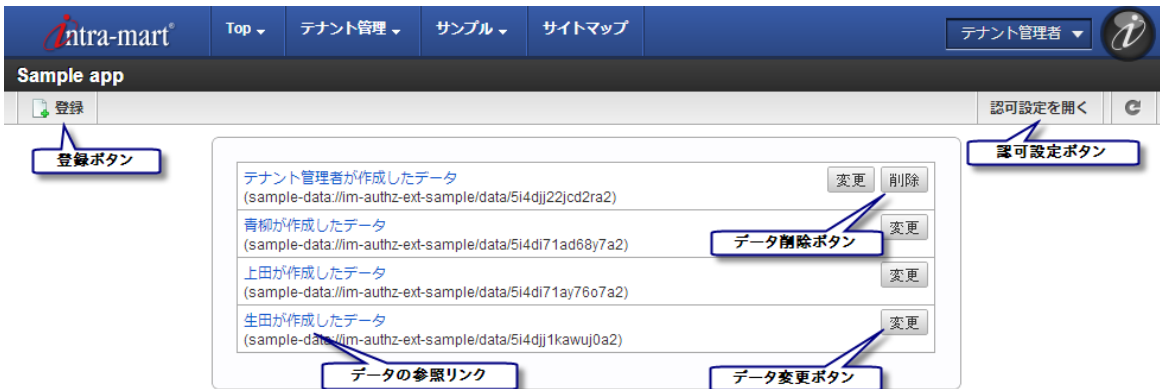 intra-mart® Top テナント管理 サンプル サイトマップ テナント管理者
Sample app
登録 認可設定を開く
登録ボタン 認可設定ボタン
テナント管理者が作成したデータ 変更 削除
(sample-data://im-authz-ext-sample/data/5i4djj22jcd2ra2)
青柳が作成したデータ 変更
(sample-data://im-authz-ext-sample/data/5i4di71ad68y7a2)
データ削除ボタン
上田が作成したデータ 変更
(sample-data://im-authz-ext-sample/data/5i4di71ay76o7a2)
生田が作成したデータ 変更
(sample-data://im-authz-ext-sample/data/5i4djj1kawuj0a2)
データの参照リンク データ変更ボタン